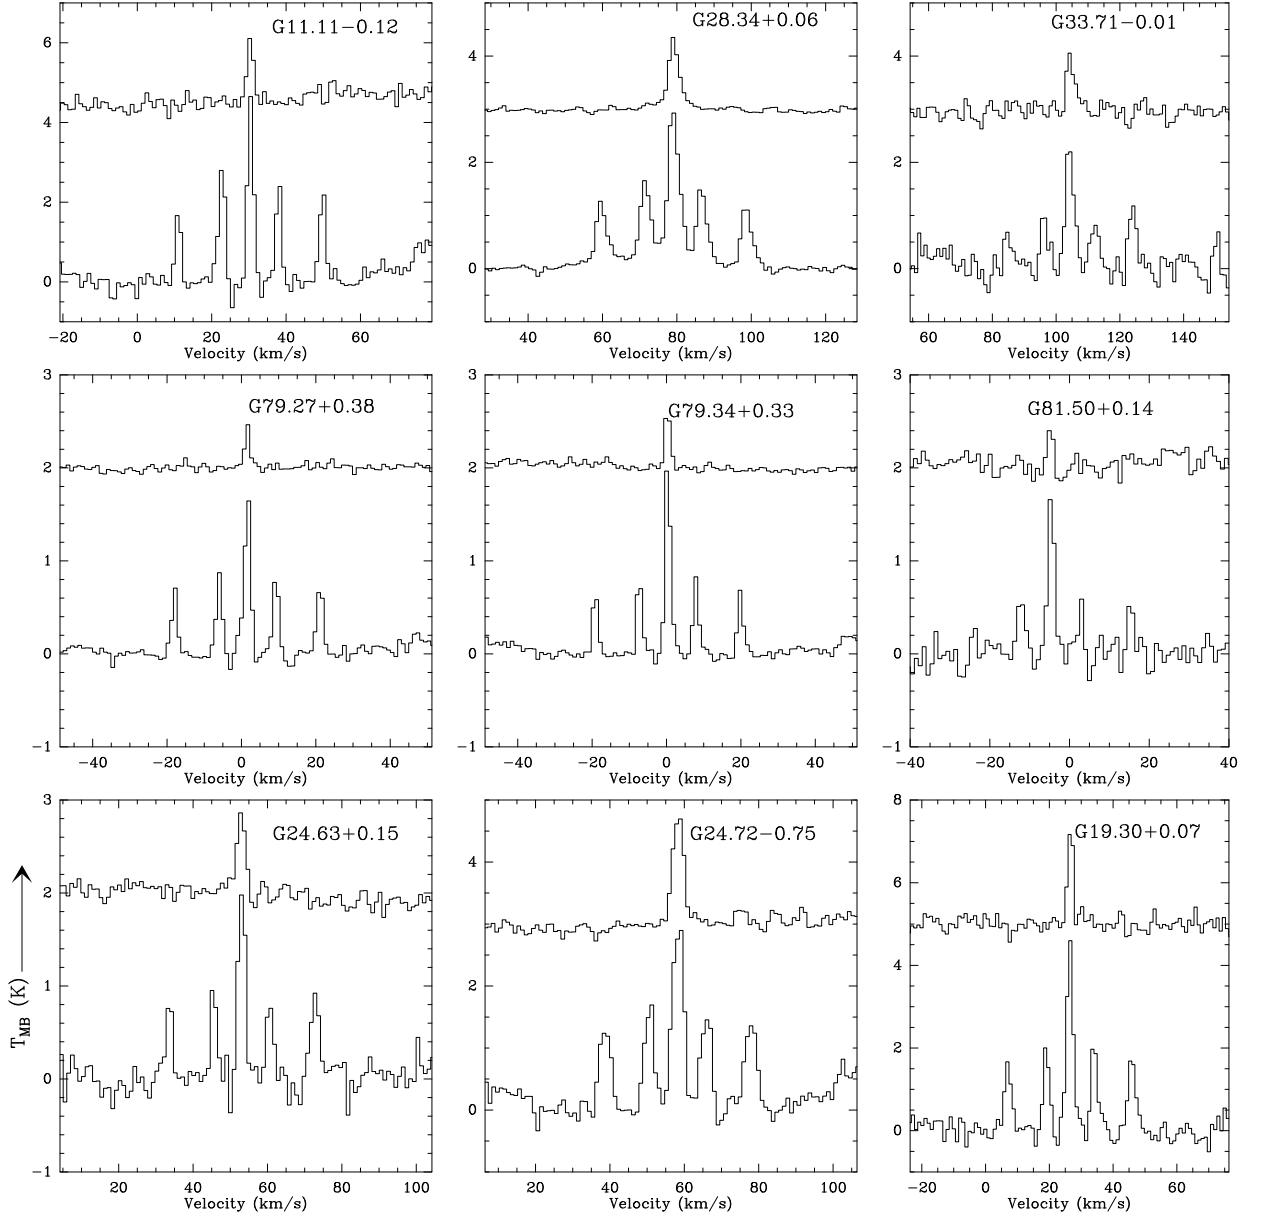 G11.11−0.12
G28.34+0.06
G33.71−0.01
6
4
2
0
4
2
0
4
2
0
−20 0 20 40 60
40 60 80 100 120
60 80 100 120 140
Velocity (km/s)
Velocity (km/s)
Velocity (km/s)
G79.27+0.38
G79.34+0.33
G81.50+0.14
3
2
1
0
−1
3
2
1
0
−1
3
2
1
0
−1
−40 −20 0 20 40
−40 −20 0 20 40
−40 −20 0 20 40
Velocity (km/s)
Velocity (km/s)
Velocity (km/s)
G24.63+0.15
G24.72−0.75
G19.30+0.07
3
2
1
0
−1
4
2
0
8
6
4
2
0
T_MB (K)
20 40 60 80 100
20 40 60 80 100
−20 0 20 40 60
Velocity (km/s)
Velocity (km/s)
Velocity (km/s)